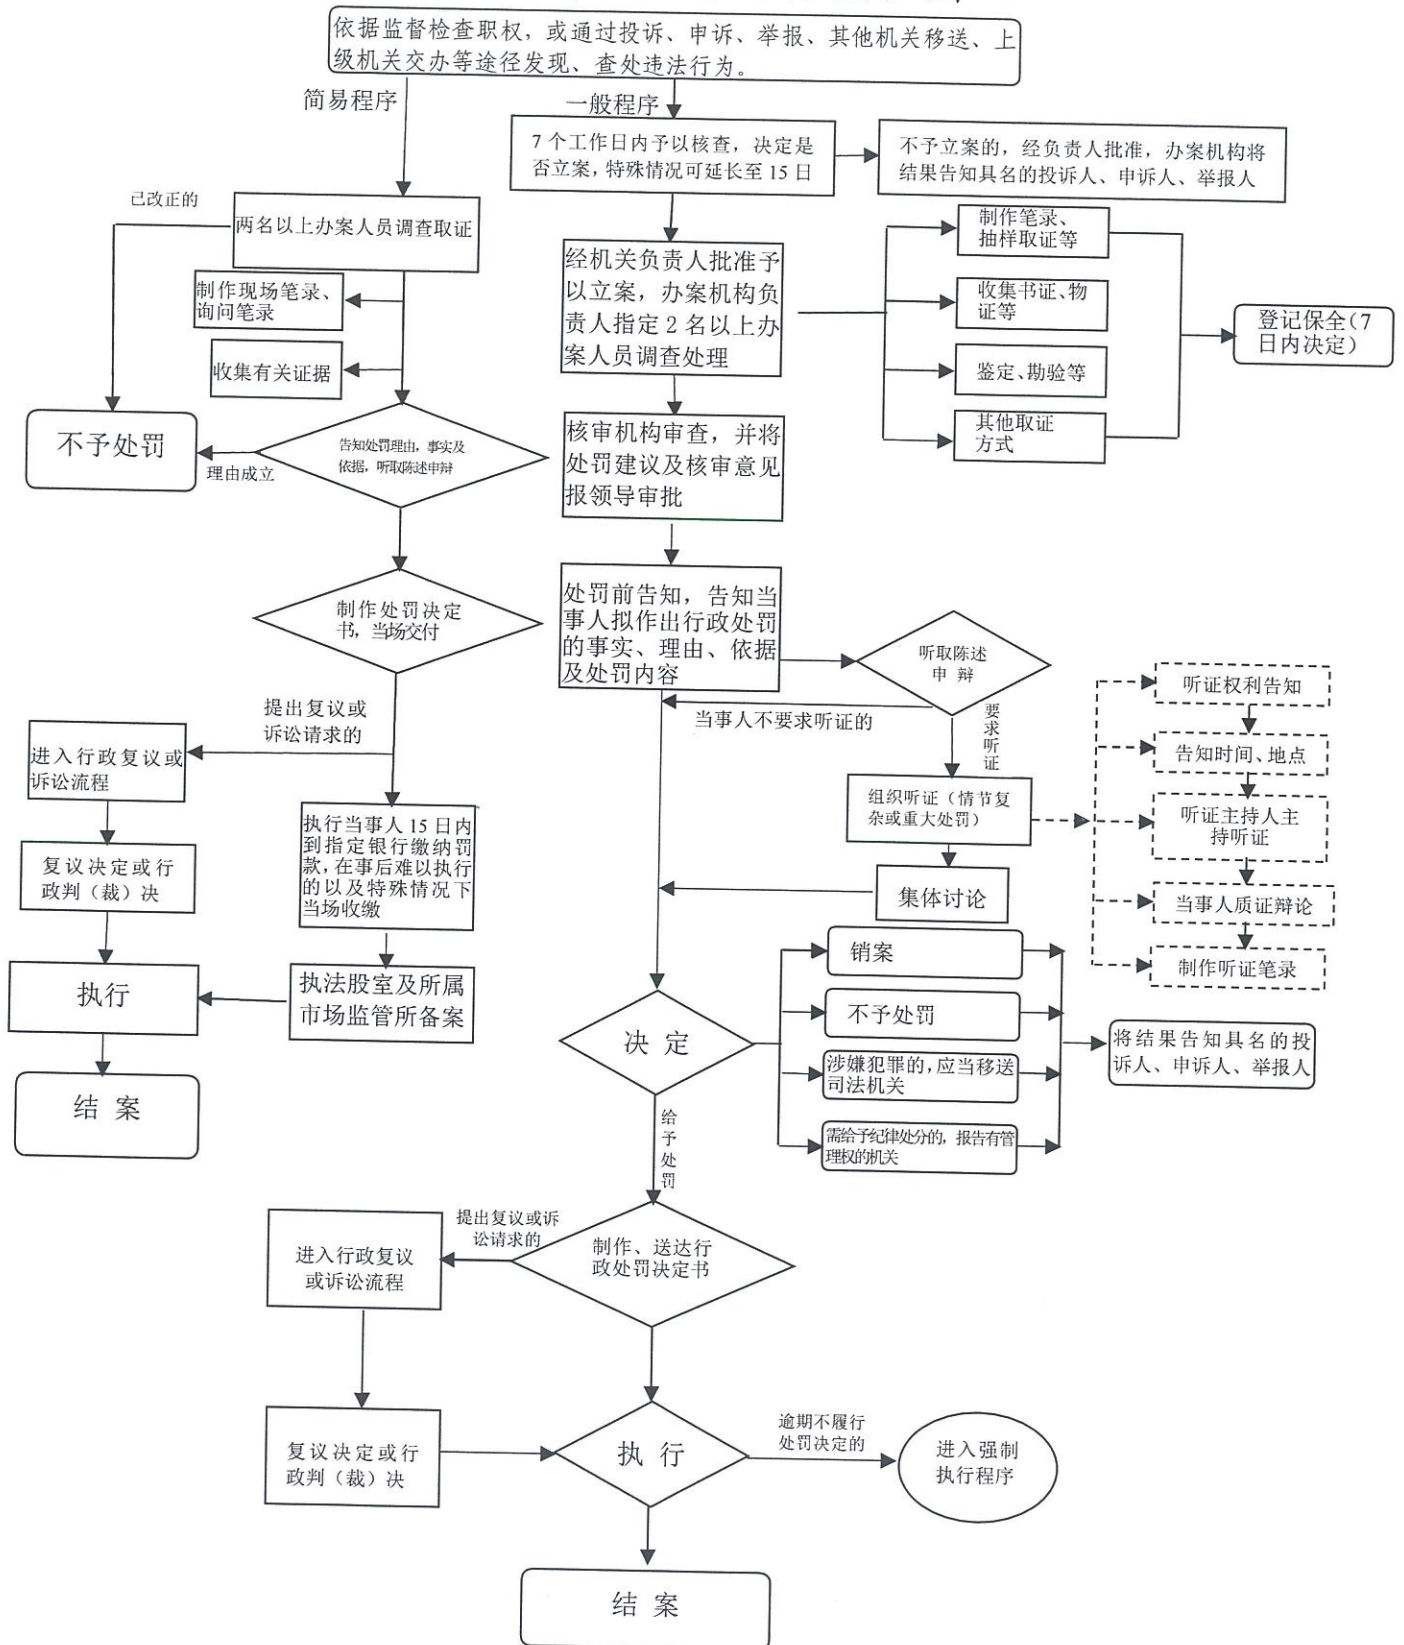 依据监督检查职权，或通过投诉、申诉、举报、其他机关移送、上
级机关交办等途径发现、查处违法行为。
简易程序
一般程序
7 个工作日内予以核查，决定是
否立案，特殊情况可延长至 15 日
不予立案的，经负责人批准，办案机构将
结果告知具名的投诉人、申诉人、举报人
已改正的
两名以上办案人员调查取证
制作现场笔录、
询问笔录
收集有关证据
不予处罚
理由成立
告知处罚理由，事实及
依据，听取陈述申辩
经机关负责人批准予
以立案，办案机构负
责人指定 2 名以上办
案人员调查处理
制作笔录、
抽样取证等
收集书证、物
证等
鉴定、勘验等
其他取证
方式
登记保全（7
日内决定）
核审机构审查，并将
处罚建议及核审意见
报领导审批
制作处罚决定
书，当场交付
处罚前告知，告知当
事人拟作出行政处罚
的事实、理由、依据
及处罚内容
听取陈述
申 辩
当事人不要求听证的
要求听证
听证权利告知
告知时间、地点
听证主持人主
持听证
当事人质证辩论
制作听证笔录
提出复议或
诉讼请求的
进入行政复议或
诉讼流程
复议决定或行
政判（裁）决
执行
结 案
执行当事人 15 日内
到指定银行缴纳罚
款，在事后难以执行
的以及特殊情况下
当场收缴
执法股室及所属
市场监管所备案
组织听证（情节复
杂或重大处罚）
集体讨论
决 定
销案
不予处罚
涉嫌犯罪的，应当移送
司法机关
需给予纪律处分的，报告有管
理权的机关
将结果告知具名的投
诉人、申诉人、举报人
给予处罚
制作、送达行
政处罚决定书
提出复议或诉
讼请求的
进入行政复议
或诉讼流程
复议决定或行
政判（裁）决
执 行
逾期不履行
处罚决定的
进入强制
执行程序
结 案